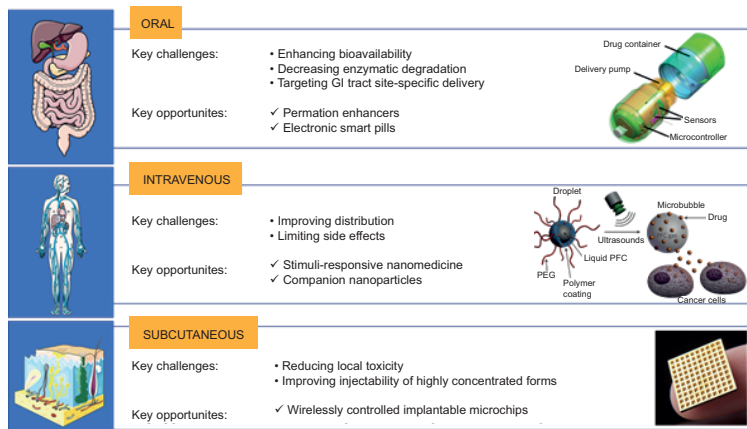 ORAL
Key challenges:
• Enhancing bioavailability
• Decreasing enzymatic degradation
• Targeting GI tract site-specific delivery
Key opportunites:
✓ Permation enhancers
✓ Electronic smart pills
Drug container
Delivery pump
Sensors
Microcontroller
INTRAVENOUS
Key challenges:
• Improving distribution
• Limiting side effects
Key opportunites:
✓ Stimuli-responsive nanomedicine
✓ Companion nanoparticles
Droplet
Ultrasounds
Microbubble
Drug
Liquid PFC
PEG
Polymer
coating
Cancer cells
SUBCUTANEOUS
Key challenges:
• Reducing local toxicity
• Improving injectability of highly concentrated forms
Key opportunites:
✓ Wirelessly controlled implantable microchips